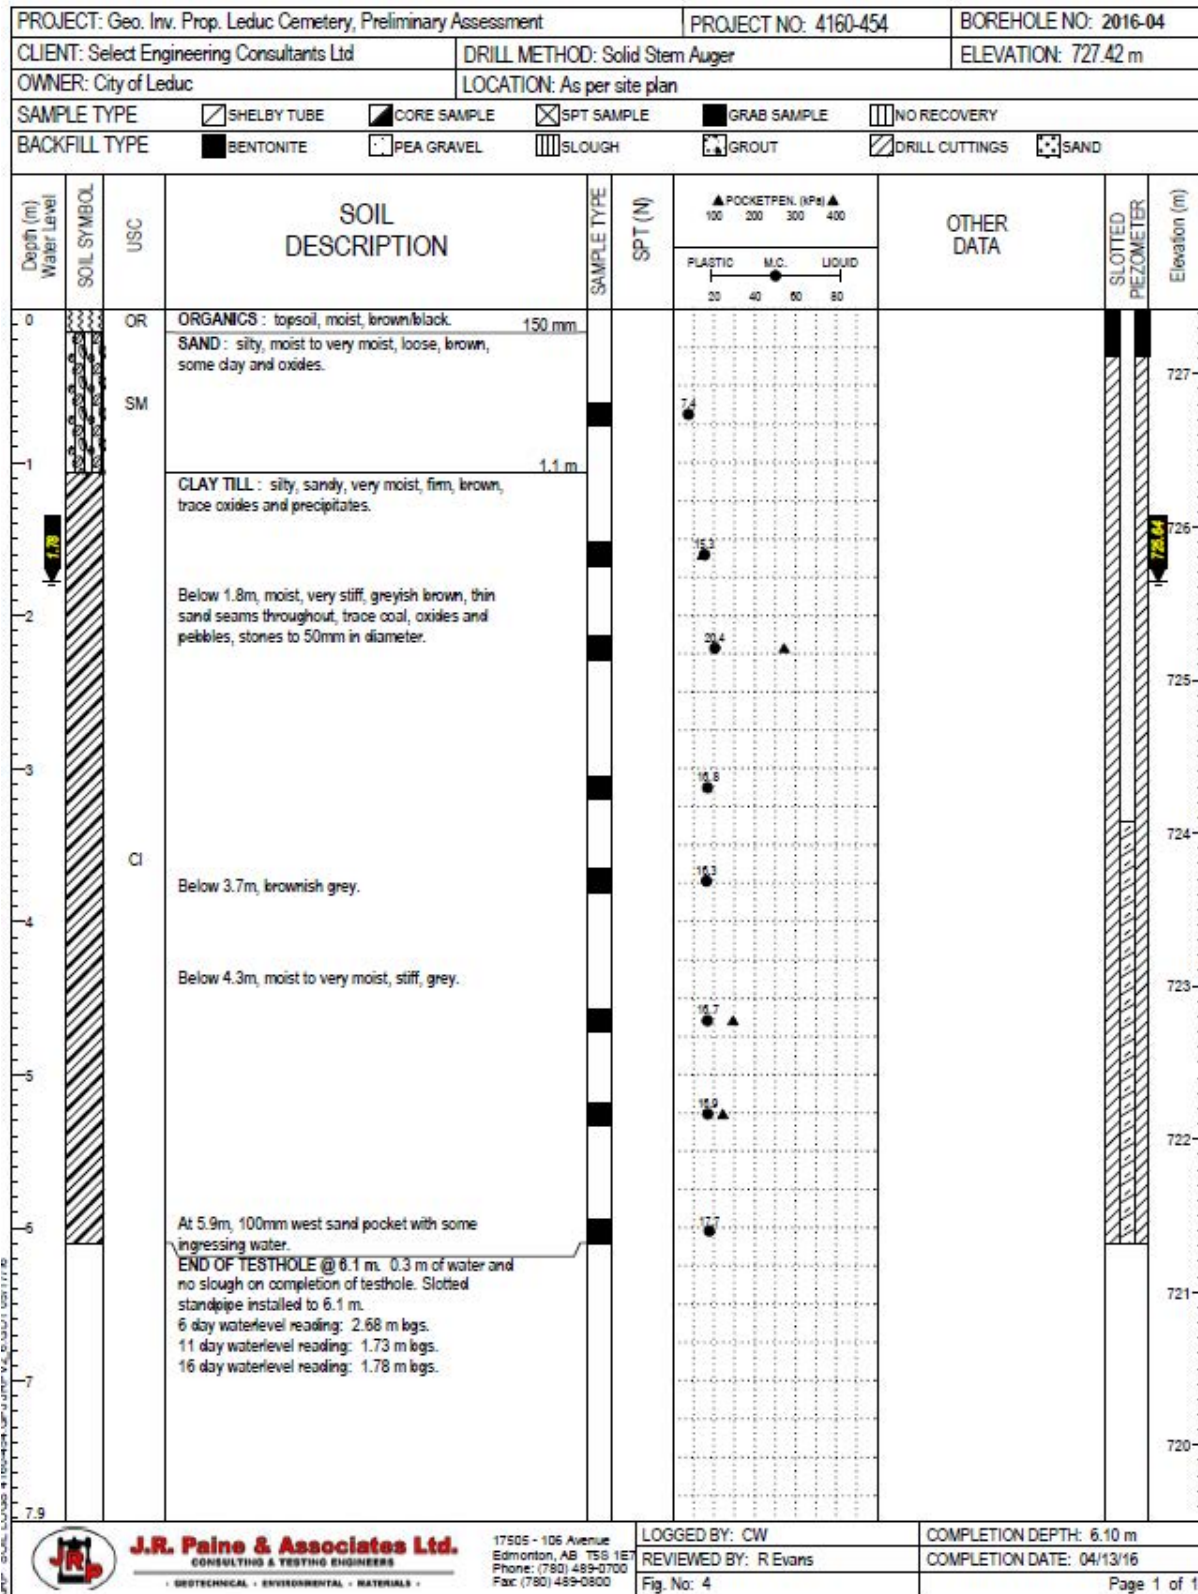 PROJECT: Geo. Inv. Prop. Leduc Cemetery, Preliminary Assessment PROJECT NO: 4160-454 BOREHOLE NO: 2016-04
CLIENT: Select Engineering Consultants Ltd DRILL METHOD: Solid Stem Auger ELEVATION: 727.42 m
OWNER: City of Leduc LOCATION: As per site plan
SAMPLE TYPE SHELBY TUBE CORE SAMPLE SPT SAMPLE GRAB SAMPLE NO RECOVERY
BACKFILL TYPE BENTONITE PEA GRAVEL SLOUGH GROUT DRILL CUTTINGS SAND
Depth (m)
Water Level
SOIL SYMBOL
USC
SOIL
DESCRIPTION
SAMPLE TYPE
SPT (N)
▲ POCKETPEN. (kPa) ▲
100 200 300 400
PLASTIC M.C. LIQUID
20 40 60 80
OTHER
DATA
SLOTTED
PIEZOMETER
Elevation (m)
0
OR
ORGANICS : topsoil, moist, brown/black. 150 mm
SAND : silty, moist to very moist, loose, brown,
some clay and oxides.
727
SM
7.4
1
1.1 m
CLAY TILL : silty, sandy, very moist, firm, brown,
trace oxides and precipitates.
1.78
15.3
726
Below 1.8m, moist, very stiff, greyish brown, thin
sand seams throughout, trace coal, oxides and
pebbles, stones to 50mm in diameter.
2
20.4
725
3
16.8
724
CI
16.3
Below 3.7m, brownish grey.
4
Below 4.3m, moist to very moist, stiff, grey.
723
16.7
5
16.9
722
At 5.9m, 100mm west sand pocket with some
ingressing water.
6
17.7
END OF TESTHOLE @ 6.1 m. 0.3 m of water and
no slough on completion of testhole. Slotted
standpipe installed to 6.1 m.
6 day waterlevel reading: 2.68 m bgs.
11 day waterlevel reading: 1.73 m bgs.
16 day waterlevel reading: 1.78 m bgs.
721
7
720
7.9
JRP
J.R. Paine & Associates Ltd.
CONSULTING & TESTING ENGINEERS
- GEOTECHNICAL - ENVIRONMENTAL - MATERIALS -
17505 - 106 Avenue
Edmonton, AB T5S 1E7
Phone: (780) 489-0700
Fax: (780) 489-0800
LOGGED BY: CW COMPLETION DEPTH: 6.10 m
REVIEWED BY: R Evans COMPLETION DATE: 04/13/16
Fig. No: 4 Page 1 of 1